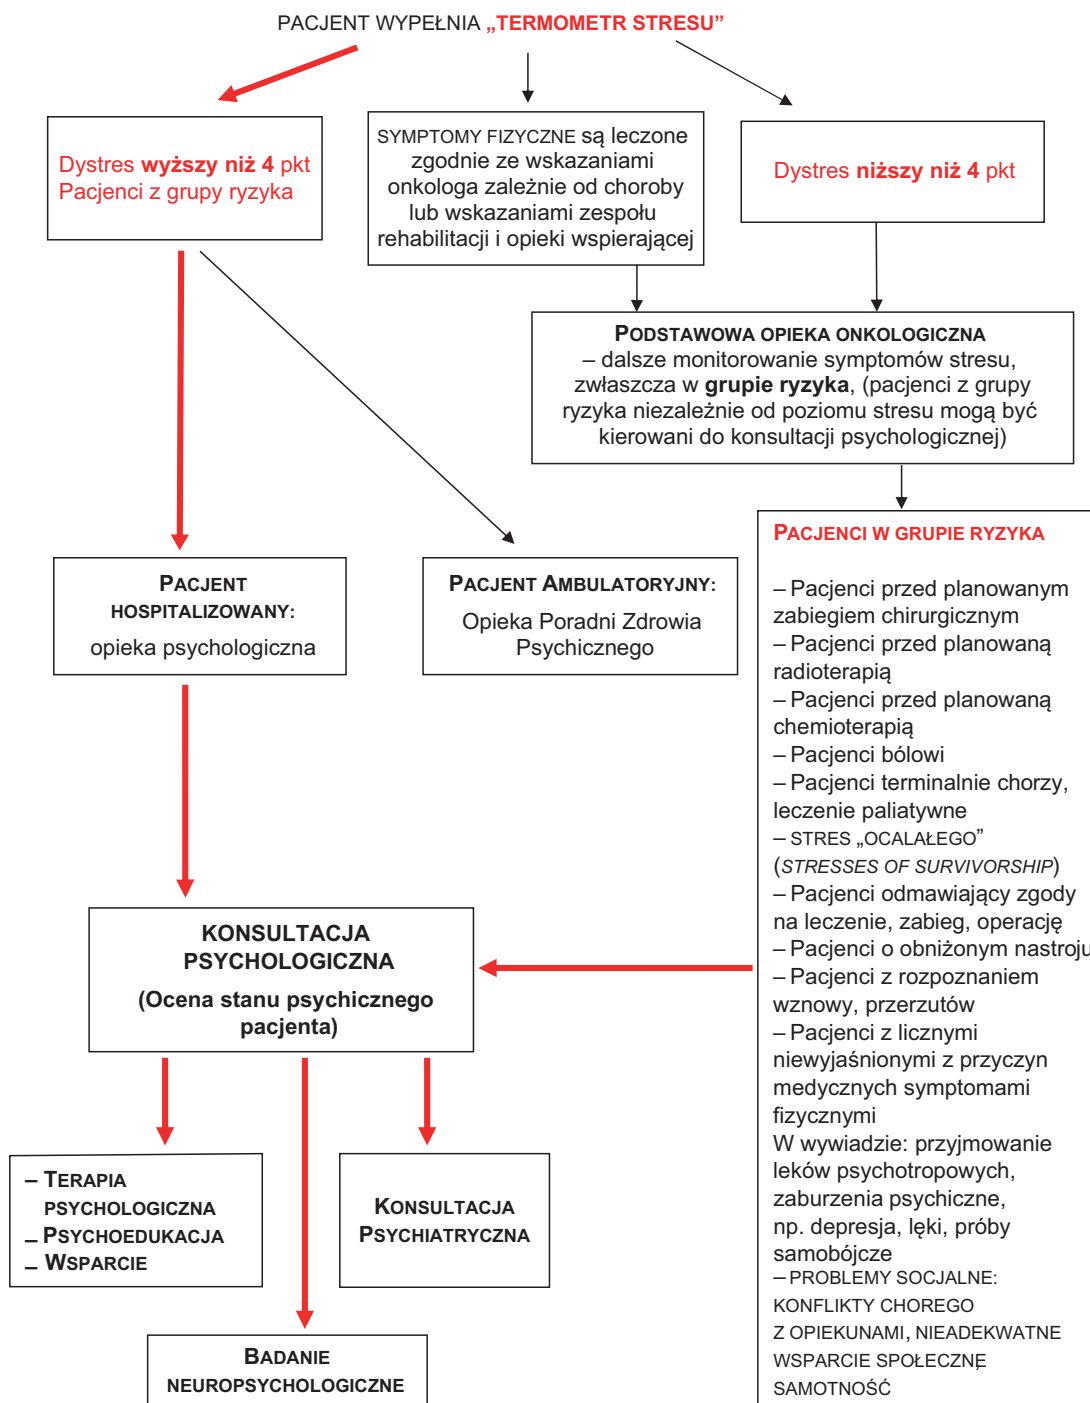 PACJENT WYPEŁNIA „TERMOMETR STRESU”
Dystres wyższy niż 4 pkt
Pacjenci z grupy ryzyka
SYMPTOMY FIZYCZNE są leczone
zgodnie ze wskazaniami
onkologa zależnie od choroby
lub wskazaniami zespołu
rehabilitacji i opieki wspierającej
Dystres niższy niż 4 pkt
PODSTAWOWA OPIEKA ONKOLOGICZNA
– dalsze monitorowanie symptomów stresu,
zwłaszcza w grupie ryzyka, (pacjenci z grupy
ryzyka niezależnie od poziomu stresu mogą być
kierowani do konsultacji psychologicznej)
PACJENT
HOSPITALIZOWANY:
opieka psychologiczna
PACJENT AMBULATORYJNY:
Opieka Poradni Zdrowia
Psychicznego
PACJENCI W GRUPIE RYZYKA
– Pacjenci przed planowanym
zabiegiem chirurgicznym
– Pacjenci przed planowaną
radioterapią
– Pacjenci przed planowaną
chemioterapią
– Pacjenci bólowi
– Pacjenci terminalnie chorzy,
leczenie paliatywne
– STRES „OCALAŁEGO”
(STRESSES OF SURVIVORSHIP)
– Pacjenci odmawiający zgody
na leczenie, zabieg, operację
– Pacjenci o obniżonym nastroju
– Pacjenci z rozpoznaniem
wznowy, przerzutów
– Pacjenci z licznymi
niewyjaśnionymi z przyczyn
medycznych symptomami
fizycznymi
W wywiadzie: przyjmowanie
leków psychotropowych,
zaburzenia psychiczne,
np. depresja, lęki, próby
samobójcze
– PROBLEMY SOCJALNE:
KONFLIKTY CHOREGO
Z OPIEKUNAMI, NIEADEKWATNE
WSPARCIE SPOŁECZNE,
SAMOTNOŚĆ
KONSULTACJA
PSYCHOLOGICZNA
(Ocena stanu psychicznego
pacjenta)
– TERAPIA
PSYCHOLOGICZNA
– PSYCHOEDUKACJA
– WSPARCIE
KONSULTACJA
PSYCHIATRYCZNA
BADANIE
NEUROPSYCHOLOGICZNE